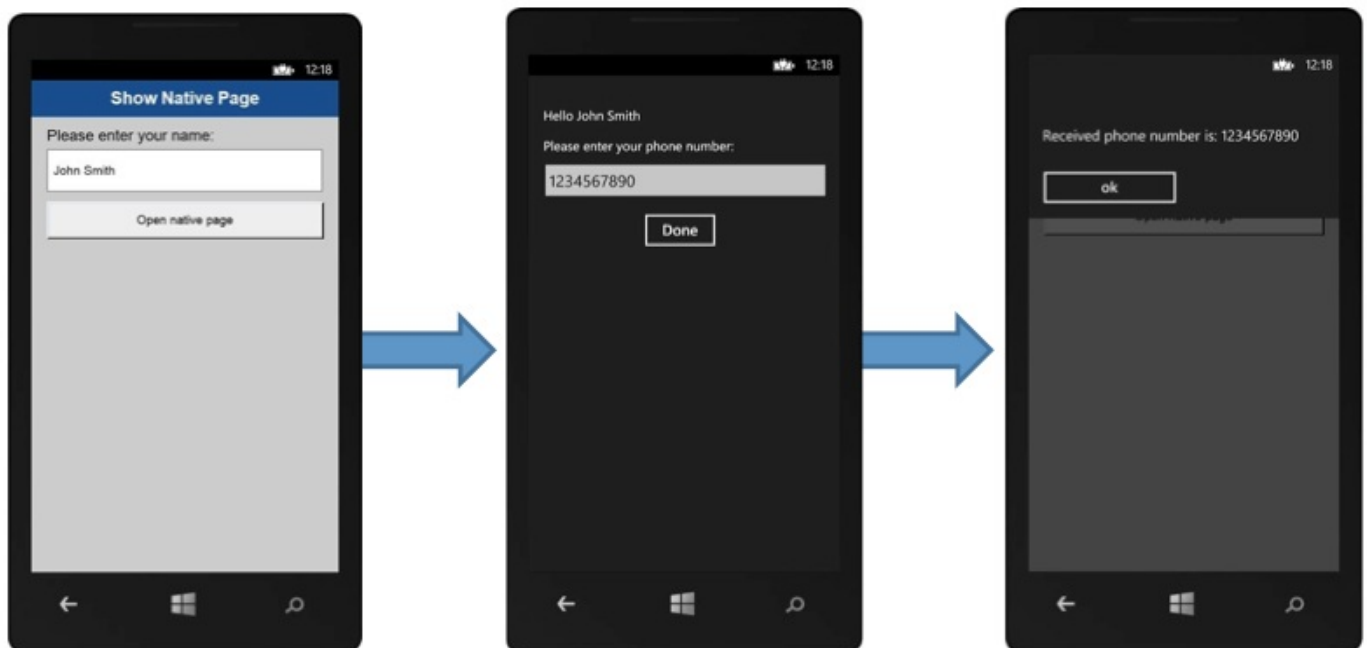 12:18
Show Native Page
Please enter your name:
John Smith
Open native page
12:18
Hello John Smith
Please enter your phone number:
1234567890
Done
12:18
Received phone number is: 1234567890
ok